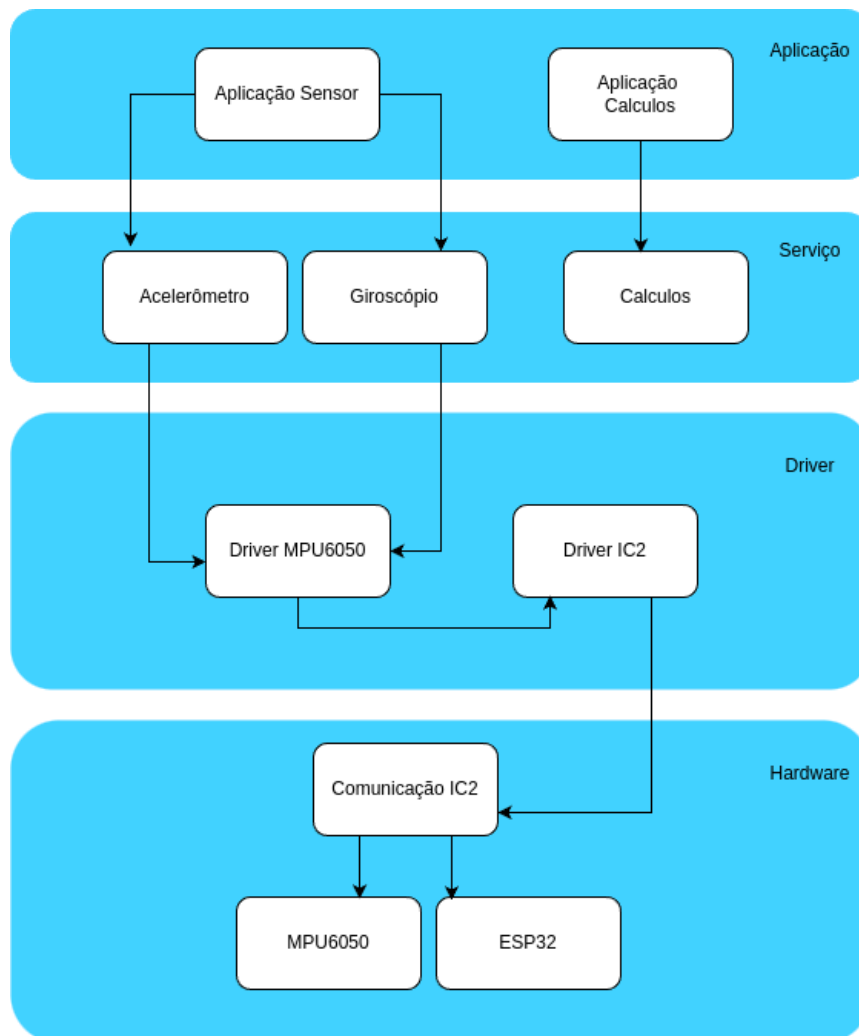 Aplicação
Aplicação Sensor
Aplicação
Calculos
Serviço
Acelerômetro
Giroscópio
Calculos
Driver
Driver MPU6050
Driver IC2
Hardware
Comunicação IC2
MPU6050
ESP32